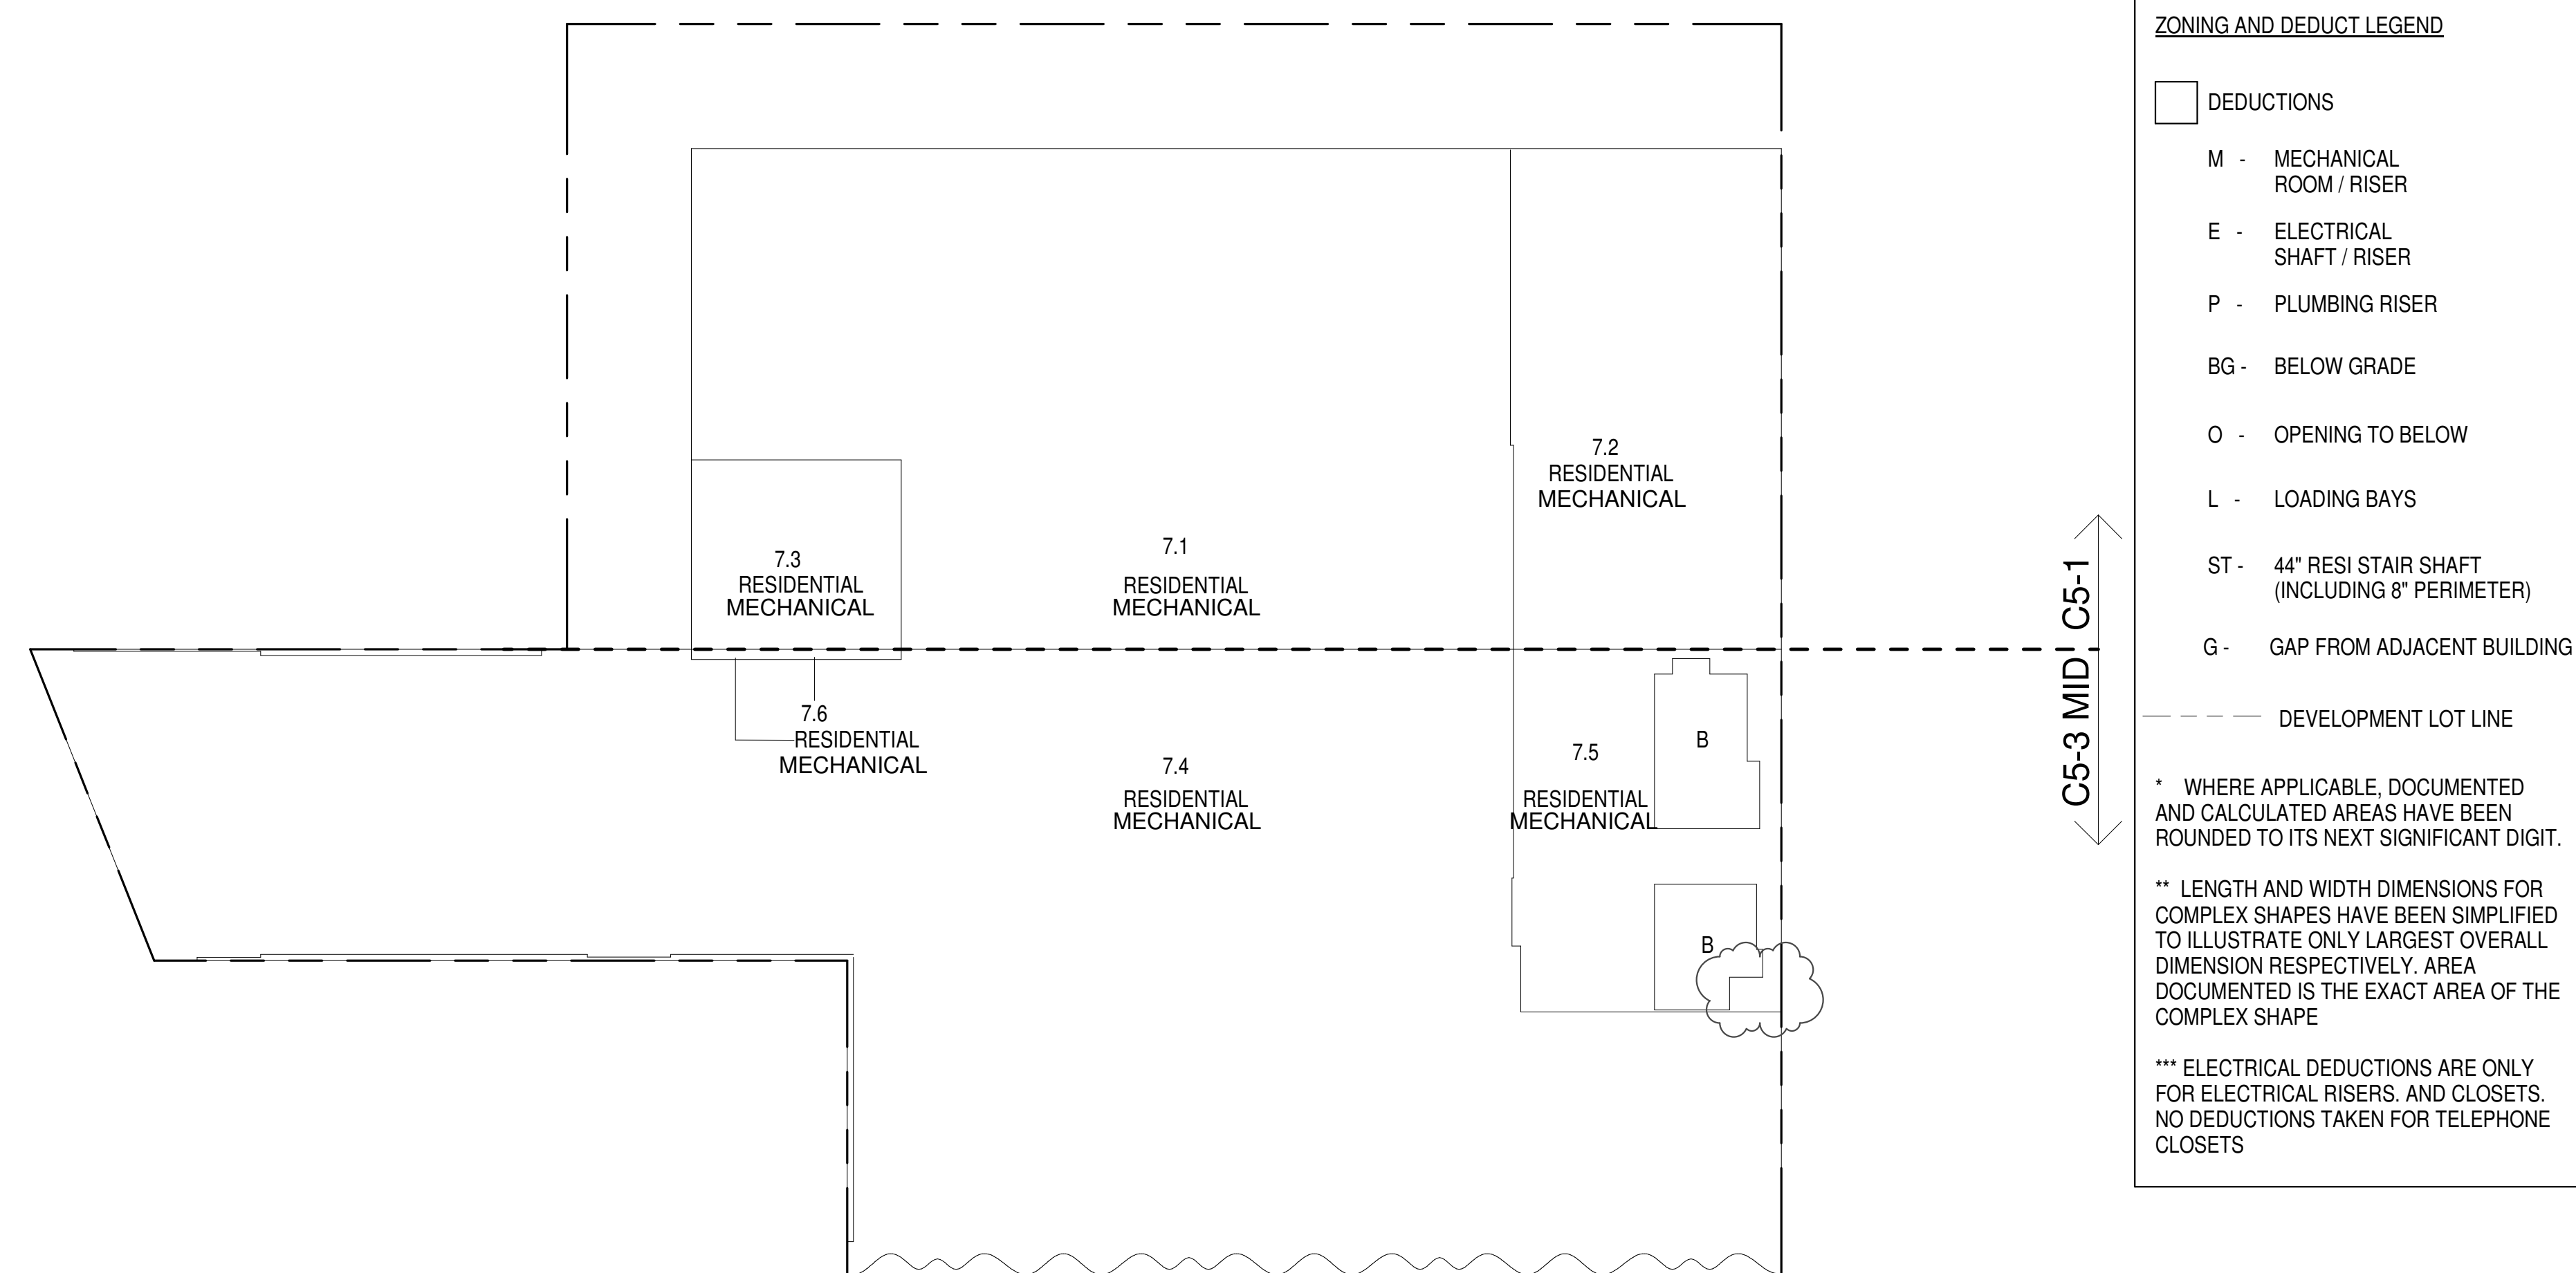 7.2
RESIDENTIAL
MECHANICAL
7.3
RESIDENTIAL
MECHANICAL
7.1
RESIDENTIAL
MECHANICAL
7.6
RESIDENTIAL
MECHANICAL
7.4
RESIDENTIAL
MECHANICAL
7.5
RESIDENTIAL
MECHANICAL
B
B
C5-3 MID C5-1
ZONING AND DEDUCT LEGEND
DEDUCTIONS
M - MECHANICAL
ROOM / RISER
E - ELECTRICAL
SHAFT / RISER
P - PLUMBING RISER
BG - BELOW GRADE
O - OPENING TO BELOW
L - LOADING BAYS
ST - 44" RESI STAIR SHAFT
(INCLUDING 8" PERIMETER)
G - GAP FROM ADJACENT BUILDING
DEVELOPMENT LOT LINE
* WHERE APPLICABLE, DOCUMENTED
AND CALCULATED AREAS HAVE BEEN
ROUNDED TO ITS NEXT SIGNIFICANT DIGIT.
** LENGTH AND WIDTH DIMENSIONS FOR
COMPLEX SHAPES HAVE BEEN SIMPLIFIED
TO ILLUSTRATE ONLY LARGEST OVERALL
DIMENSION RESPECTIVELY. AREA
DOCUMENTED IS THE EXACT AREA OF THE
COMPLEX SHAPE
*** ELECTRICAL DEDUCTIONS ARE ONLY
FOR ELECTRICAL RISERS. AND CLOSETS.
NO DEDUCTIONS TAKEN FOR TELEPHONE
CLOSETS